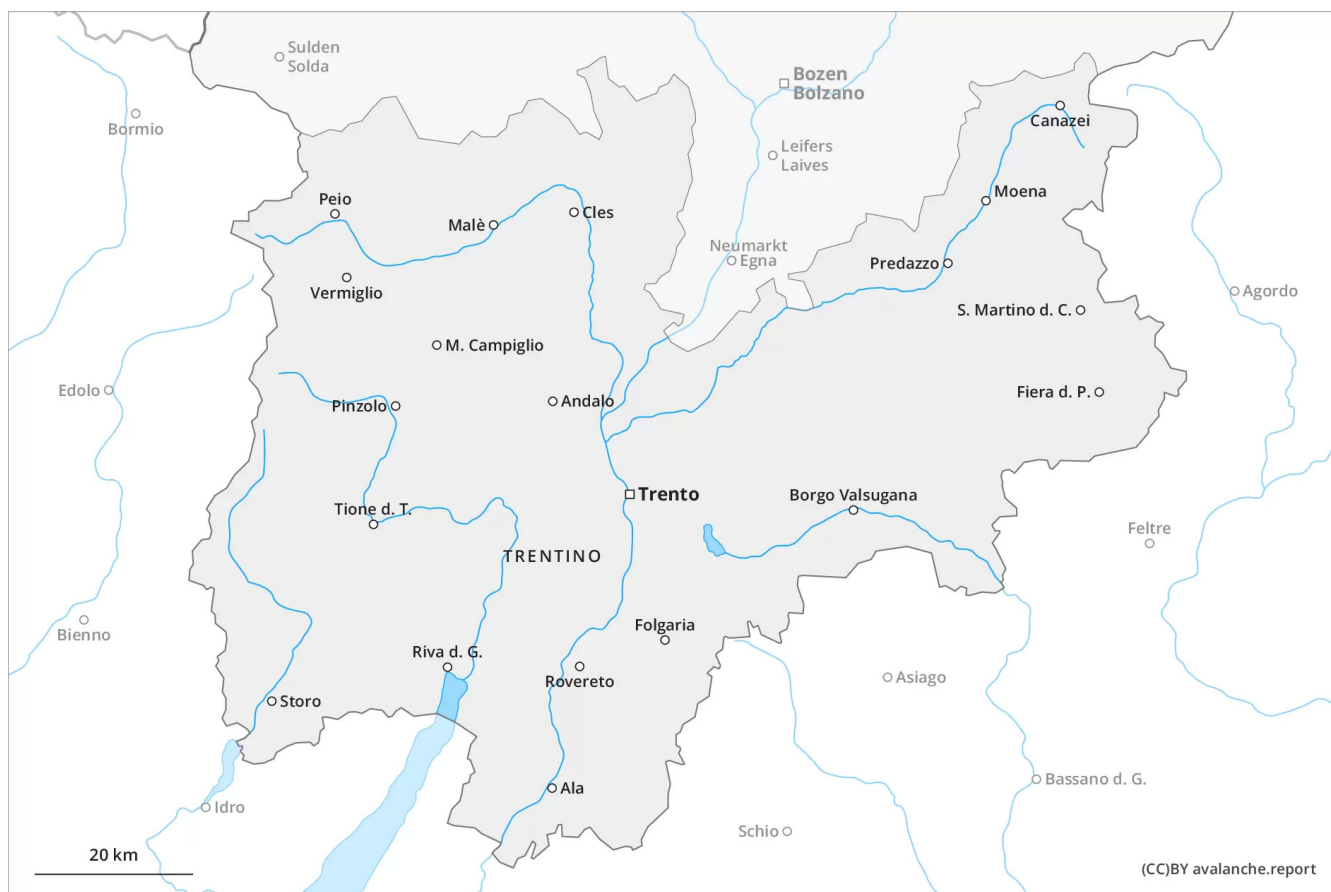 Sulden
Solda
Bozen
Bolzano
Bormio
Canazei
Leifers
Laives
Peio
Moena
Malè
Cles
Neumarkt
Egna
Predazzo
Vermiglio
Agordo
S. Martino d. C.
M. Campiglio
Edolo
Fiera d. P.
Pinzolo
Andalo
Trento
Borgo Valsugana
Tione d. T.
Feltre
TRENTINO
Bienno
Folgaria
Riva d. G.
Rovereto
Asiago
Storo
Bassano d. G.
Ala
Idro
Schio
20 km
(CC)BY avalanche.report